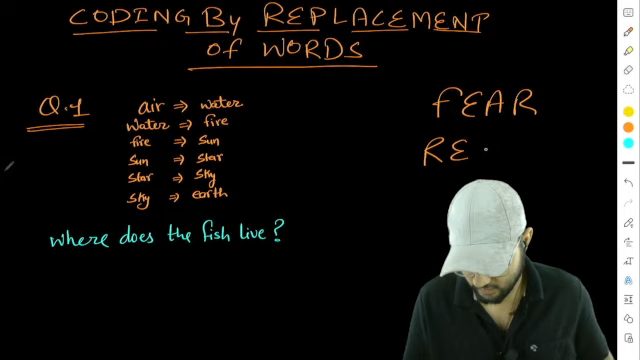 CODING By REPLACEMENT
of WORDS
Q.1
air ⇒ water
Water ⇒ fire
fire ⇒ Sun
Sun ⇒ Star
Star ⇒ Sky
Sky ⇒ earth
where does the fish live?
FEAR
RE